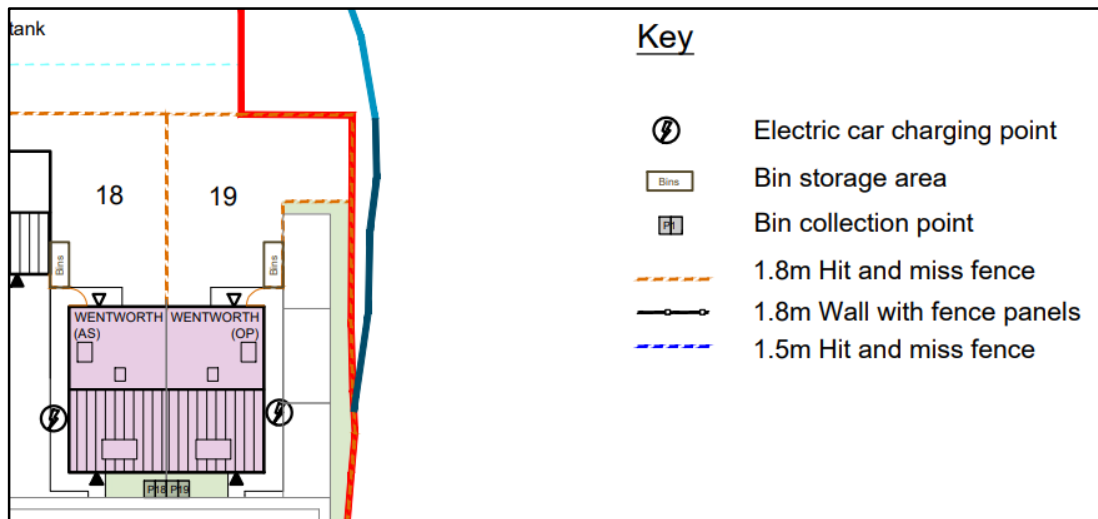 tank
18 19
Bins Bins
WENTWORTH WENTWORTH
(AS) (OP)
P18 P19
Key
Electric car charging point
Bins Bin storage area
P1 Bin collection point
1.8m Hit and miss fence
1.8m Wall with fence panels
1.5m Hit and miss fence